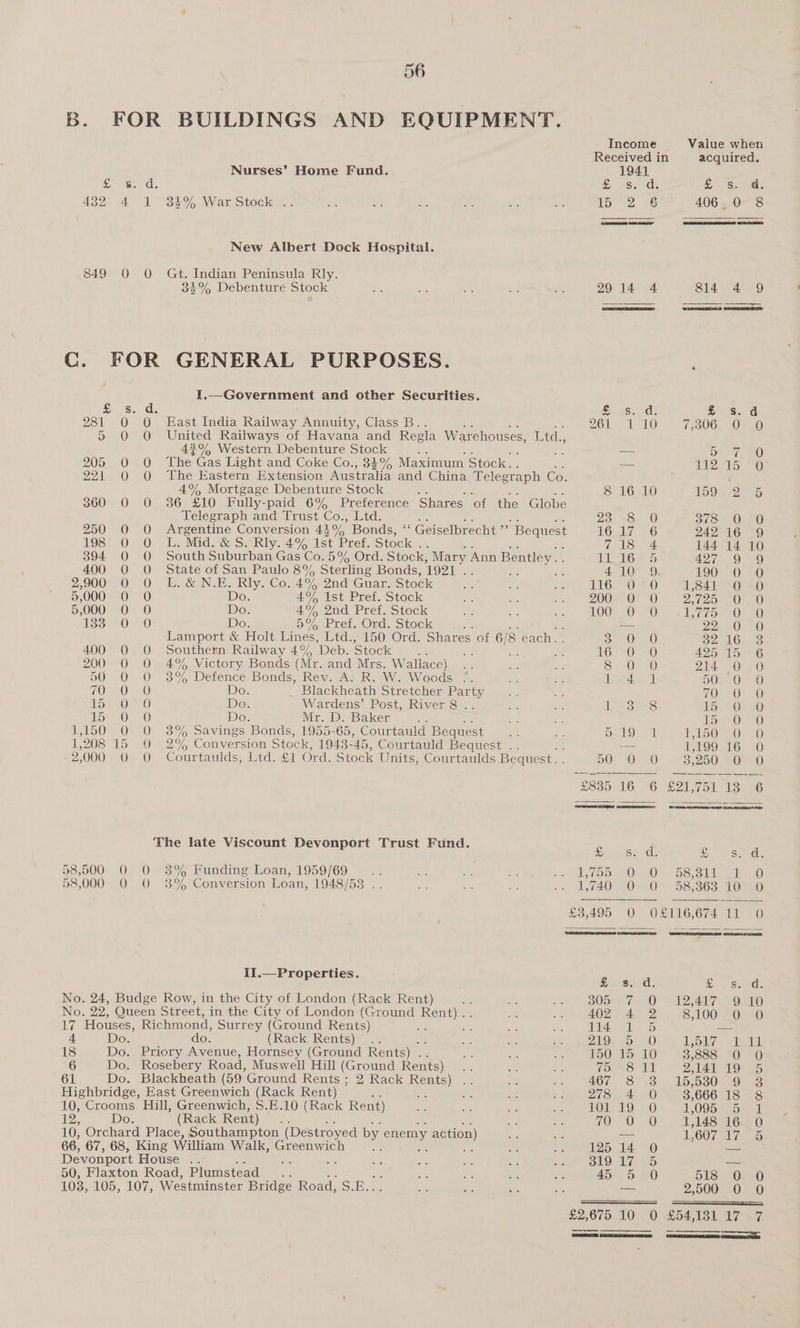 56
B. FOR BUILDINGS AND EQUIPMENT.
Income Value when
Received in acquired.
Nurses’ Home Fund. 1941
£ s. d. £ s. d. £ s. d.
432 4 1 3½% War Stock .. .. .. .. .. .. .. 15 2 6 406 0 8
New Albert Dock Hospital.
849 0 0 Gt. Indian Peninsula Rly.
3½% Debenture Stock .. .. .. .. .. 29 14 4 814 4 9
C. FOR GENERAL PURPOSES.
I.—Government and other Securities.
£ s. d. £ s. d. £ s. d
281 0 0 East India Railway Annuity, Class B.. .. .. .. 261 1 10 7,306 0 0
5 0 0 United Railways of Havana and Regla Warehouses, Ltd.,
4½% Western Debenture Stock .. .. .. .. — 5 7 0
205 0 0 The Gas Light and Coke Co., 3½% Maximum Stock.. .. — 112 15 0
221 0 0 The Eastern Extension Australia and China Telegraph Co.
4% Mortgage Debenture Stock .. .. .. .. 8 16 10 159 2 5
360 0 0 36 £10 Fully-paid 6% Preference Shares of the Globe
Telegraph and Trust Co., Ltd. .. .. .. .. 23 8 0 378 0 0
250 0 0 Argentine Conversion 4½% Bonds, “Geiselbrecht” Bequest 16 17 6 242 16 9
198 0 0 L. Mid. & S. Rly. 4% 1st Pref. Stock .. .. .. .. 7 18 4 144 14 10
394 0 0 South Suburban Gas Co. 5% Ord. Stock, Mary Ann Bentley.. 11 16 5 427 9 9
400 0 0 State of San Paulo 8% Sterling Bonds, 1921 .. .. .. 4 10 9 190 0 0
2,900 0 0 L. & N.E. Rly. Co. 4% 2nd Guar. Stock .. .. .. 116 0 0 1,841 0 0
5,000 0 0 Do. 4% 1st Pref. Stock .. .. .. 200 0 0 2,725 0 0
5,000 0 0 Do. 4% 2nd Pref. Stock .. .. .. 100 0 0 1,775 0 0
133 0 0 Do. 5% Pref. Ord. Stock .. .. .. — 22 0 0
Lamport & Holt Lines, Ltd., 150 Ord. Shares of 6/8 each.. 3 0 0 32 16 3
400 0 0 Southern Railway 4% Deb. Stock .. .. .. .. 16 0 0 425 15 6
200 0 0 4% Victory Bonds (Mr. and Mrs. Wallace) .. .. .. 8 0 0 214 0 0
50 0 0 3% Defence Bonds, Rev. A. R. W. Woods .. .. .. 1 4 1 50 0 0
70 0 0 Do. Blackheath Stretcher Party .. .. 70 0 0
15 0 0 Do. Wardens’ Post, River 8 .. .. .. 1 3 8 15 0 0
15 0 0 Do. Mr. D. Baker .. .. .. 15 0 0
1,150 0 0 3% Savings Bonds, 1955-65, Courtauld Bequest .. .. 5 19 1 1,150 0 0
1,208 15 0 2% Conversion Stock, 1943-45, Courtauld Bequest .. .. — 1,199 16 0
2,000 0 0 Courtaulds, Ltd. £1 Ord. Stock Units, Courtaulds Bequest.. 50 0 0 3,250 0 0
£835 16 6 £21,751 13 6
The late Viscount Devonport Trust Fund.
£ s. d. £ s. d.
58,500 0 0 3% Funding Loan, 1959/69 .. .. .. .. .. 1,755 0 0 58,311 1 0
58,000 0 0 3% Conversion Loan, 1948/53 .. .. .. .. .. 1,740 0 0 58,363 10 0
£3,495 0 0 £116,674 11 0
II.—Properties.
£ s. d. £ s. d.
No. 24, Budge Row, in the City of London (Rack Rent) .. .. .. 305 7 0 12,417 9 10
No. 22, Queen Street, in the City of London (Ground Rent) .. .. .. 402 4 2 8,100 0 0
17 Houses, Richmond, Surrey (Ground Rents) .. .. .. .. 114 1 5 —
4 Do. do. (Rack Rents) .. .. .. .. .. 219 5 0 1,517 1 11
18 Do. Priory Avenue, Hornsey (Ground Rents) .. .. .. .. 150 15 10 3,888 0 0
6 Do. Rosebery Road, Muswell Hill (Ground Rents) .. .. .. 75 8 11 2,141 19 5
61 Do. Blackheath (59 Ground Rents; 2 Rack Rents) .. .. .. 467 8 3 15,530 9 3
Highbridge, East Greenwich (Rack Rent) .. .. .. .. .. 278 4 0 3,666 18 8
10, Crooms Hill, Greenwich, S.E.10 (Rack Rent) .. .. .. .. 101 19 0 1,095 5 1
12, Do. (Rack Rent) .. .. .. .. .. .. 70 0 0 1,148 16 0
10, Orchard Place, Southampton (Destroyed by enemy action) .. .. .. — 1,607 17 5
66, 67, 68, King William Walk, Greenwich .. .. .. .. .. 125 14 0 —
Devonport House .. .. .. .. .. .. .. .. 319 17 5 —
50, Flaxton Road, Plumstead .. .. .. .. .. .. 45 5 0 518 0 0
103, 105, 107, Westminster Bridge Road, S.E... .. .. .. .. — 2,500 0 0
£2,675 10 0 £54,131 17 7